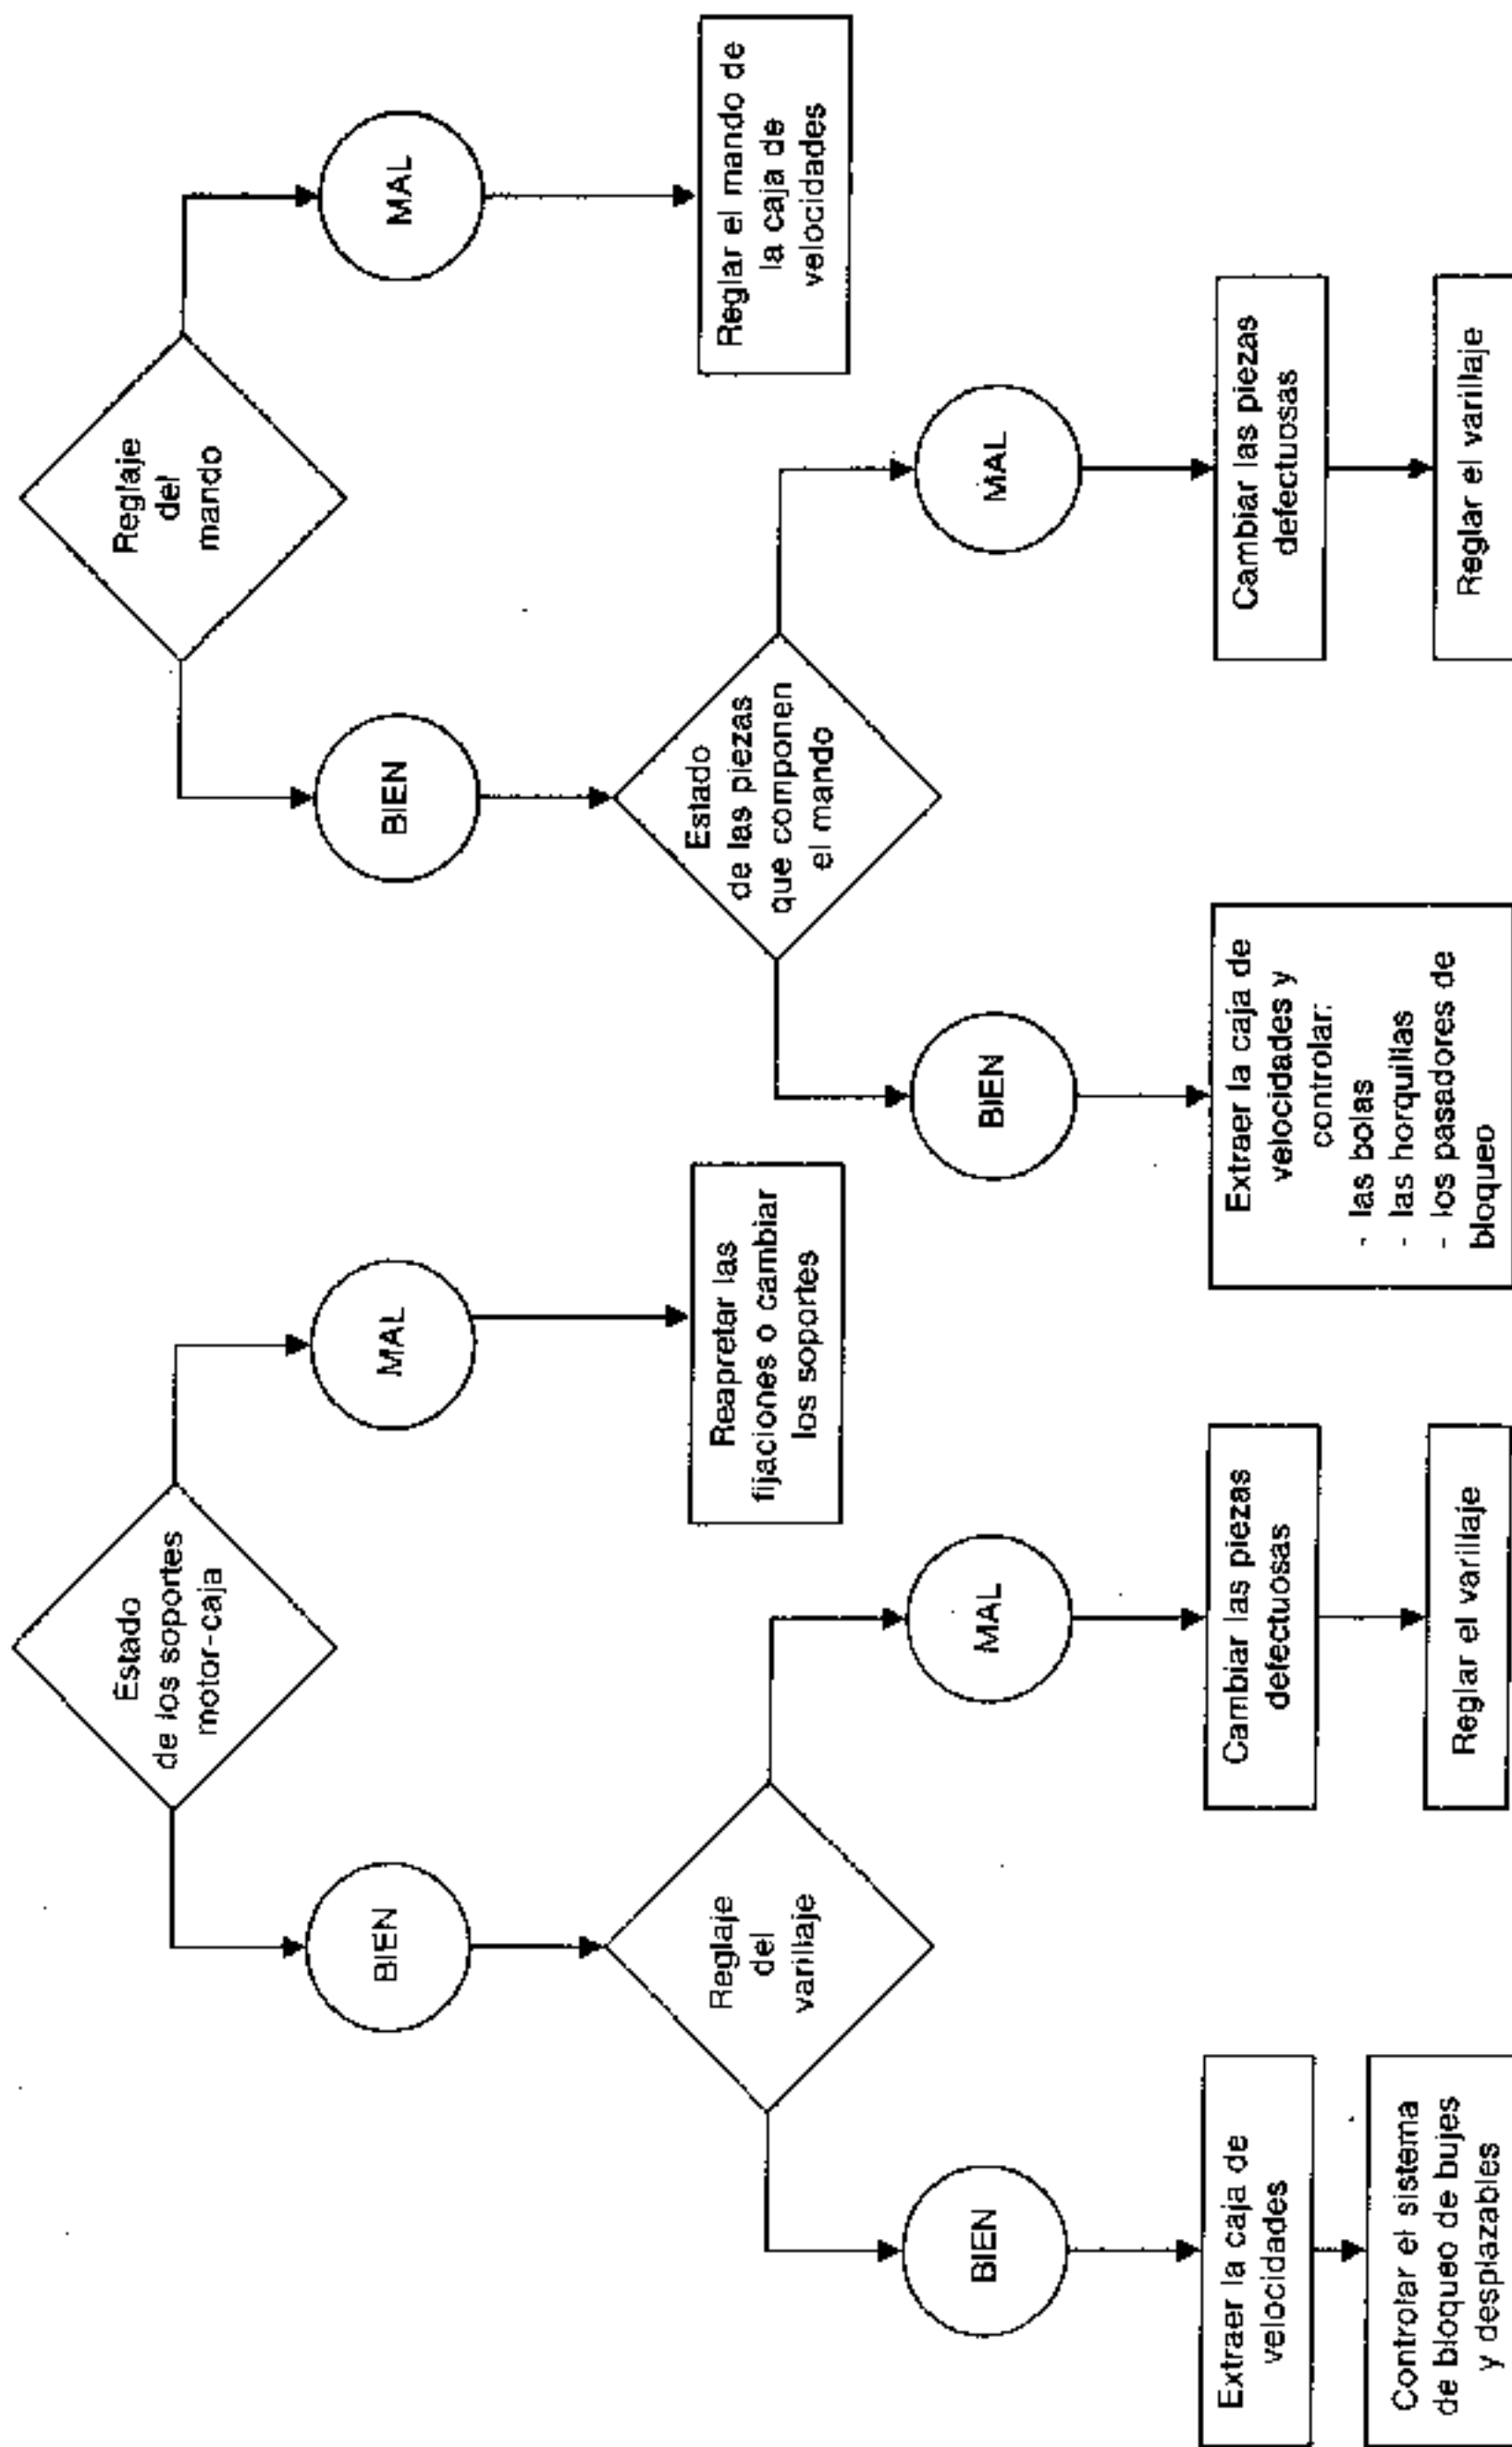 Estado
de los soportes
motor-caja
BIEN
MAL
Reglaje
del
varillaje
Reapretar las
fijaciones o cambiar
los soportes
BIEN
MAL
Extraer la caja de
velocidades
Cambiar las piezas
defectuosas
Controlar el sistema
de bloqueo de bujes
y desplazables
Reglar el varillaje
Reglaje
del
mando
BIEN
MAL
Estado
de las piezas
que componen
el mando
Reglar el mando de
la caja de
velocidades
BIEN
MAL
Extraer la caja de
velocidades y
controlar:
- las bolas
- las horquillas
- los pasadores de
bloqueo
Cambiar las piezas
defectuosas
Reglar el varillaje